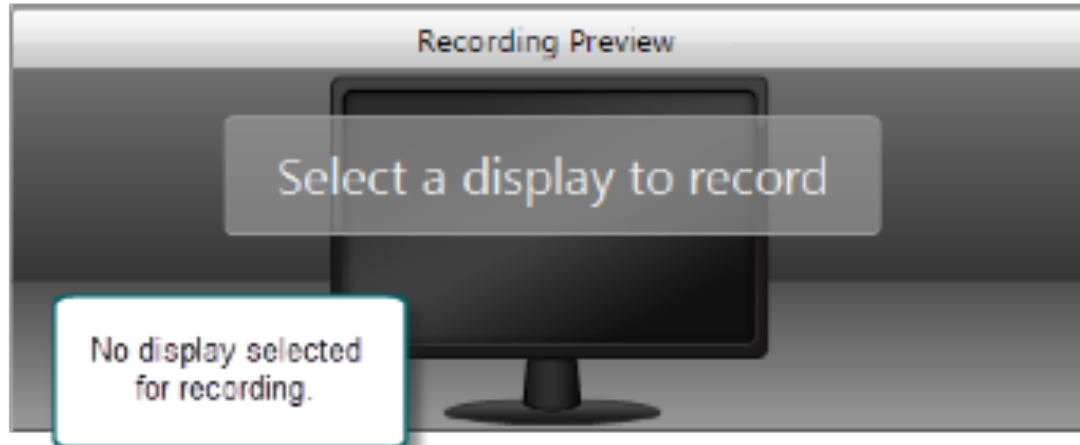 Recording Preview
Select a display to record
No display selected
for recording.